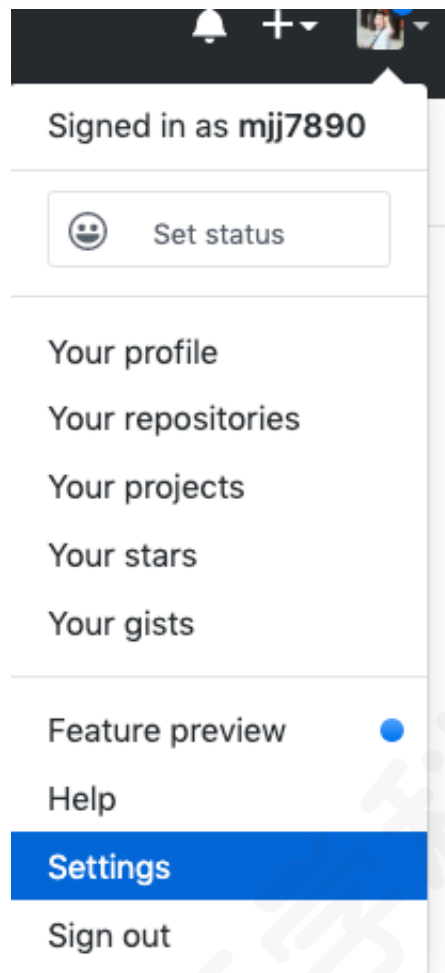 Signed in as mjj7890
Set status
Your profile
Your repositories
Your projects
Your stars
Your gists
Feature preview
Help
Settings
Sign out